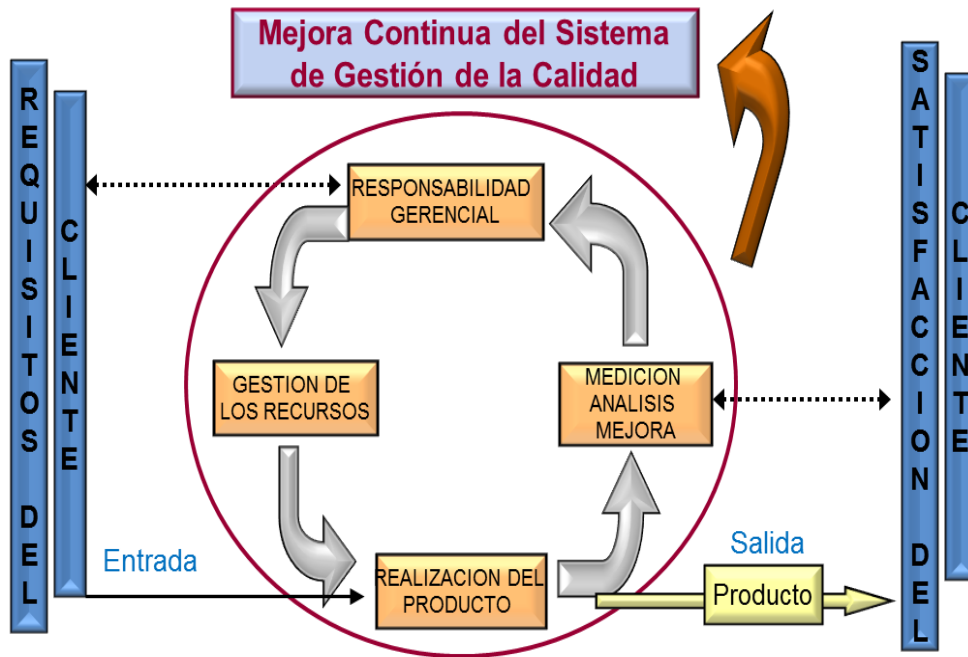 Mejora Continua del Sistema
de Gestión de la Calidad
REQUISITOS DEL
CLIENTE
RESPONSABILIDAD
GERENCIAL
GESTION DE
LOS RECURSOS
MEDICION
ANALISIS
MEJORA
REALIZACION DEL
PRODUCTO
Entrada
Salida
Producto
SATISFACCION DEL
CLIENTE